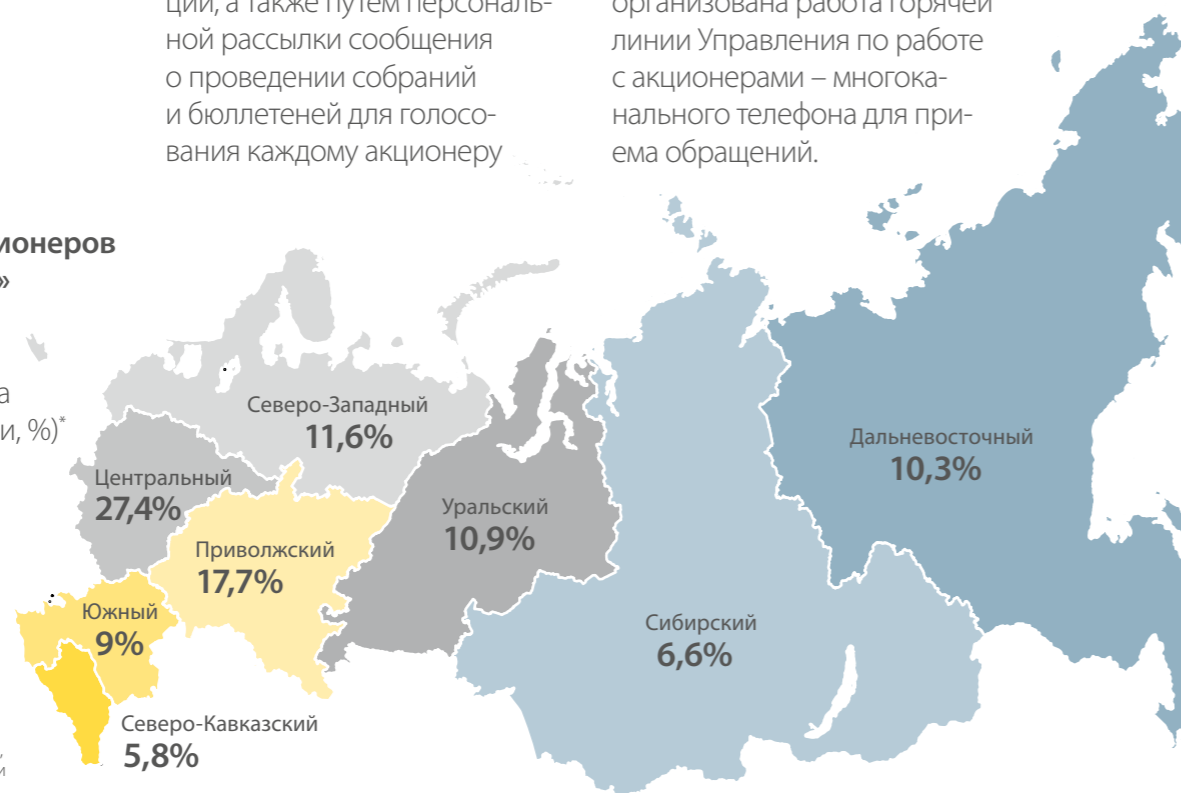 ции, а также путем персональ-
ной рассылки сообщения
о проведении собраний
и бюллетеней для голосо-
вания каждому акционеру
организована работа горячей
линии Управления по работе
с акционерами – многока-
нального телефона для при-
ема обращений.
ионеров
»
а
и, %)*
Северо-Западный
11,6%
Центральный
27,4%
Приволжский
17,7%
Южный
9%
Северо-Кавказский
5,8%
Уральский
10,9%
Сибирский
6,6%
Дальневосточный
10,3%
,
и